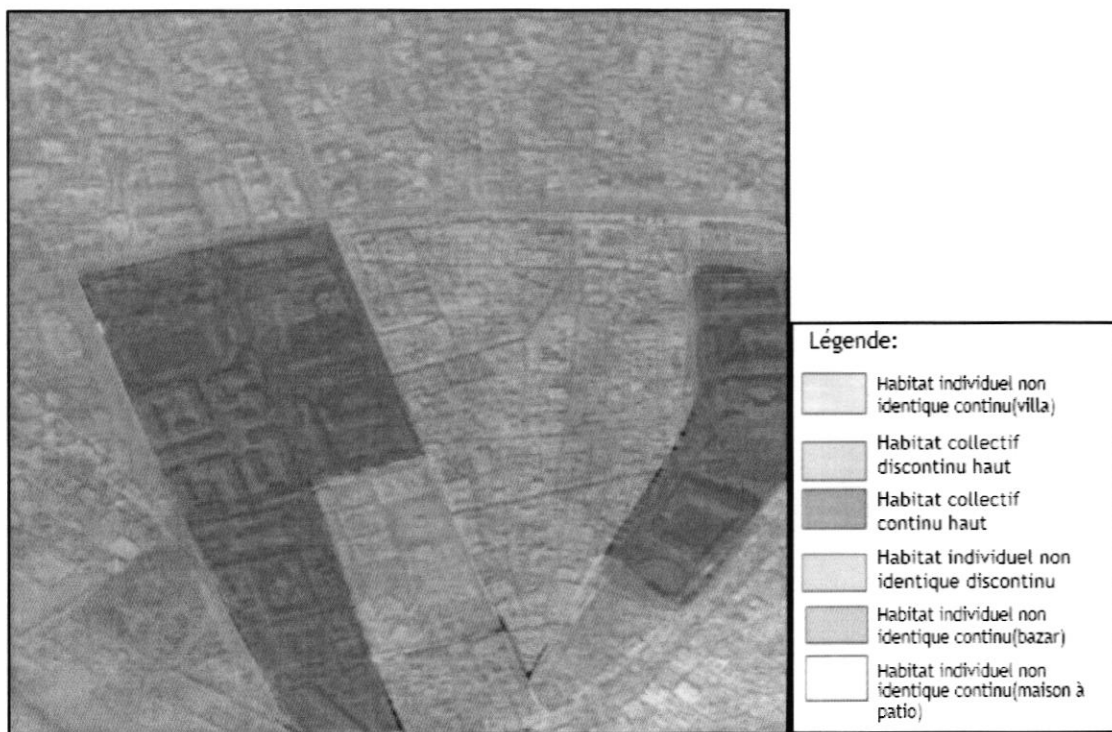 Légende:
Habitat individuel non
identique continu(villa)
Habitat collectif
discontinu haut
Habitat collectif
continu haut
Habitat individuel non
identique discontinu
Habitat individuel non
identique continu(bazar)
Habitat individuel non
identique continu(maison à
patio)